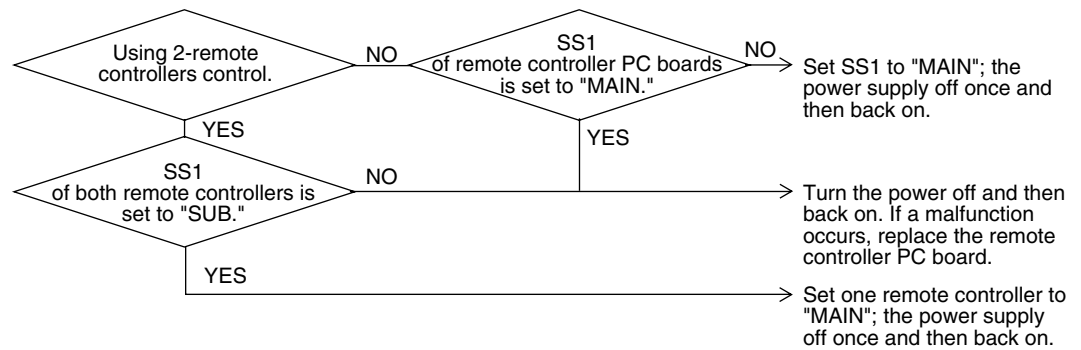 Using 2-remote
controllers control.
NO
SS1
of remote controller PC boards
is set to "MAIN."
NO
Set SS1 to "MAIN"; the
power supply off once and
then back on.
YES
YES
SS1
of both remote controllers is
set to "SUB."
NO
Turn the power off and then
back on. If a malfunction
occurs, replace the remote
controller PC board.
YES
Set one remote controller to
"MAIN"; the power supply
off once and then back on.